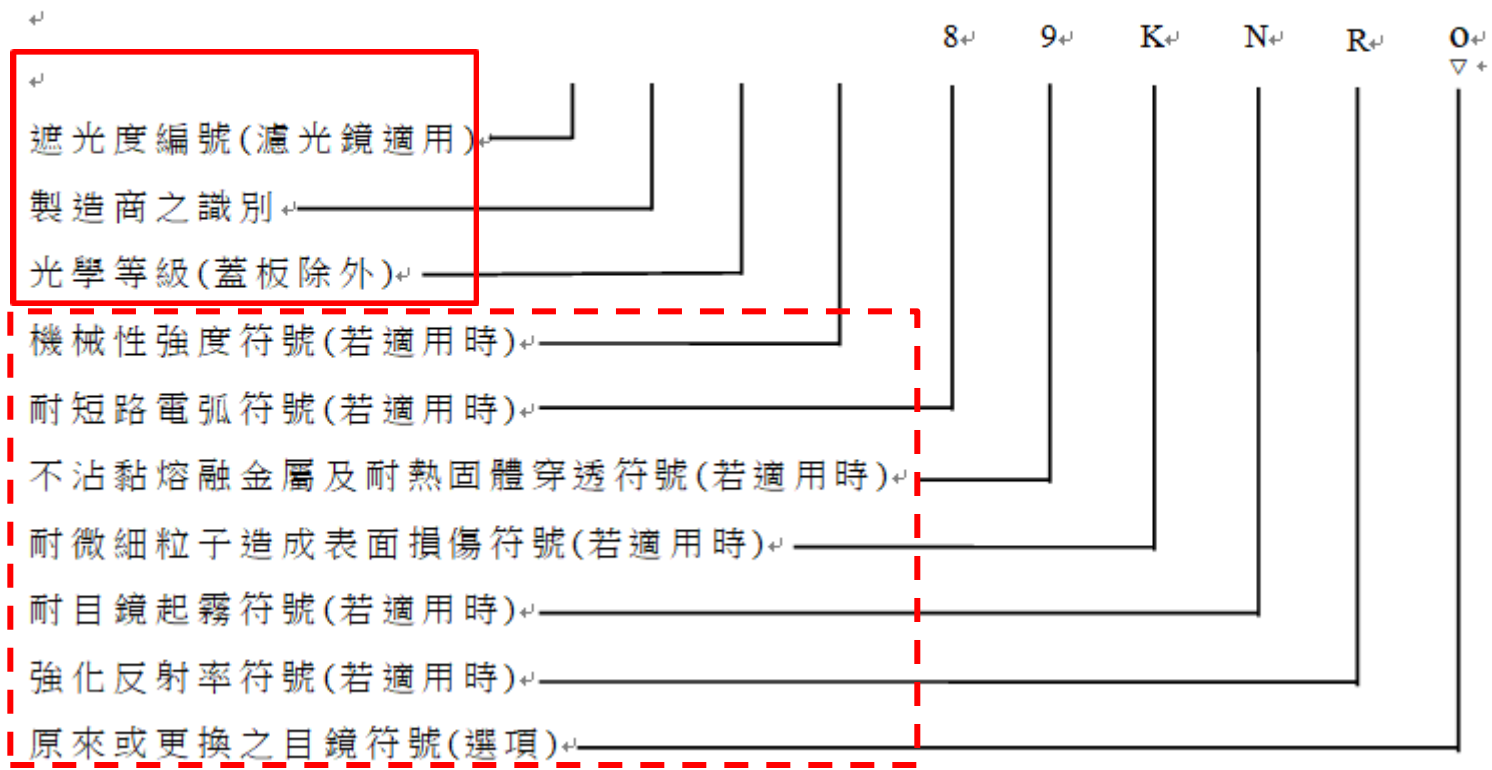 8 9 K N R O
▽
遮光度編號(濾光鏡適用)
製造商之識別
光學等級(蓋板除外)
機械性強度符號(若適用時)
耐短路電弧符號(若適用時)
不沾黏熔融金屬及耐熱固體穿透符號(若適用時)
耐微細粒子造成表面損傷符號(若適用時)
耐目鏡起霧符號(若適用時)
強化反射率符號(若適用時)
原來或更換之目鏡符號(選項)